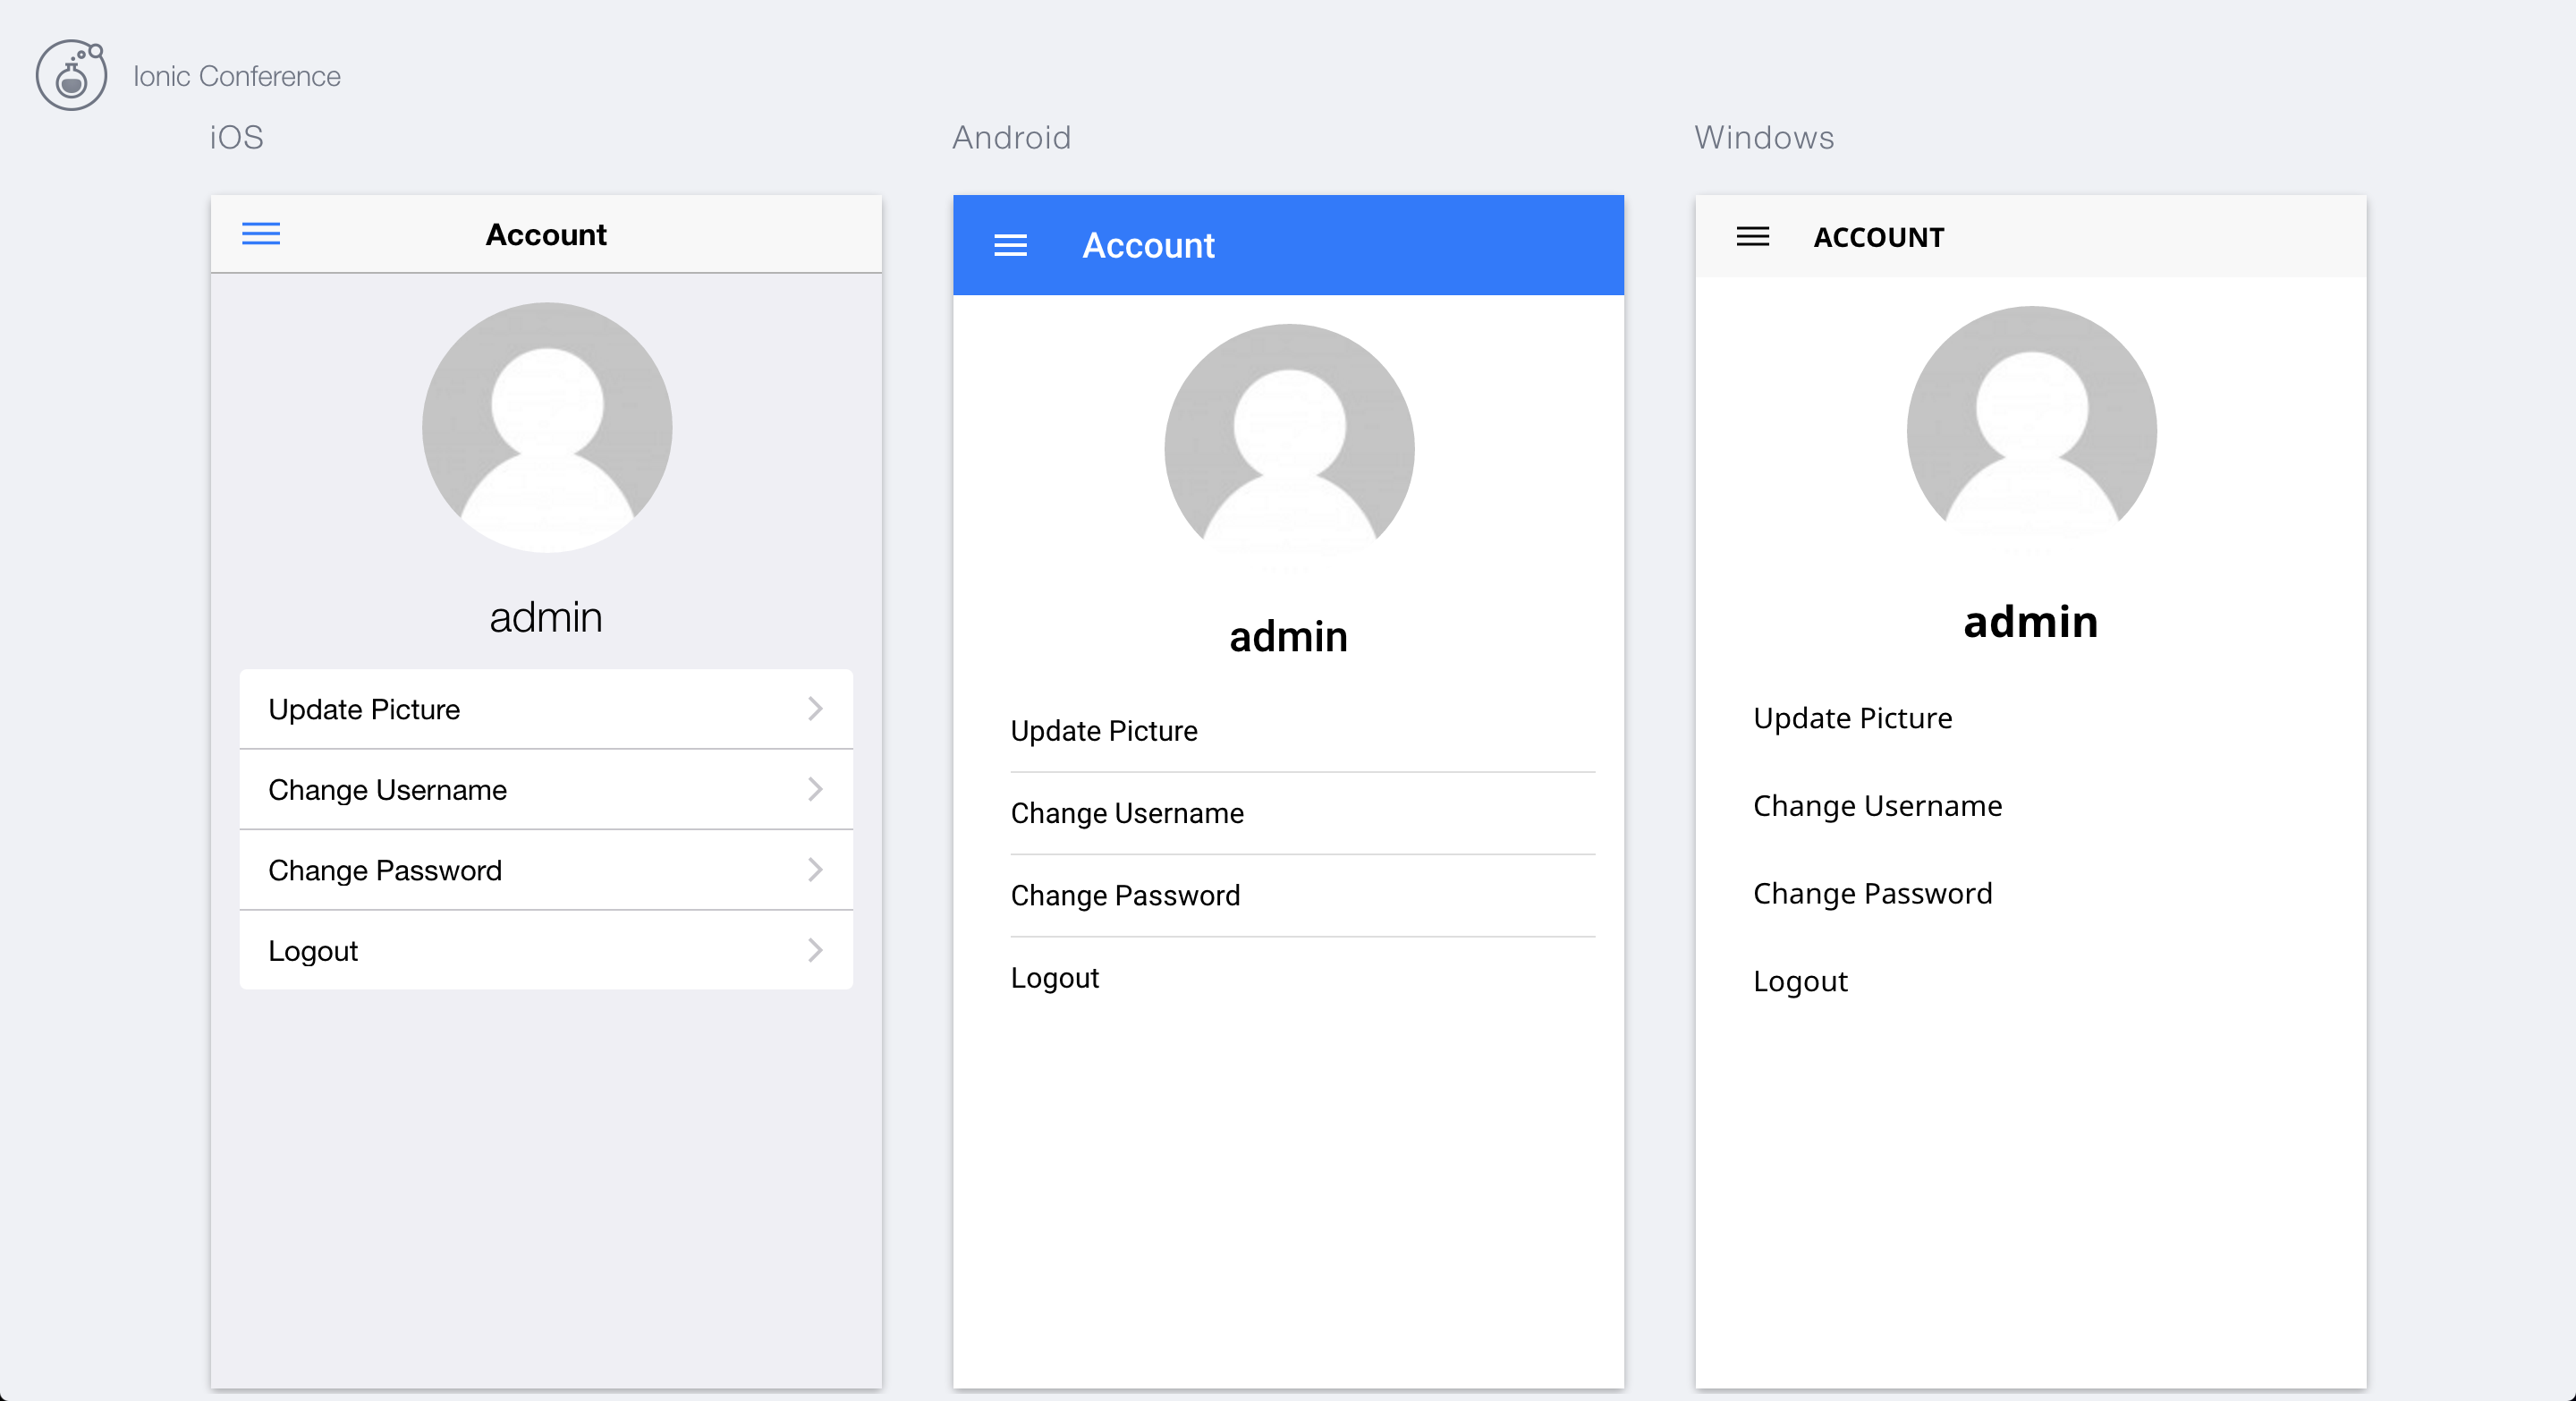 Ionic Conference
iOS
Account
admin
Update Picture
Change Username
Change Password
Logout
Android
Account
admin
Update Picture
Change Username
Change Password
Logout
Windows
ACCOUNT
admin
Update Picture
Change Username
Change Password
Logout